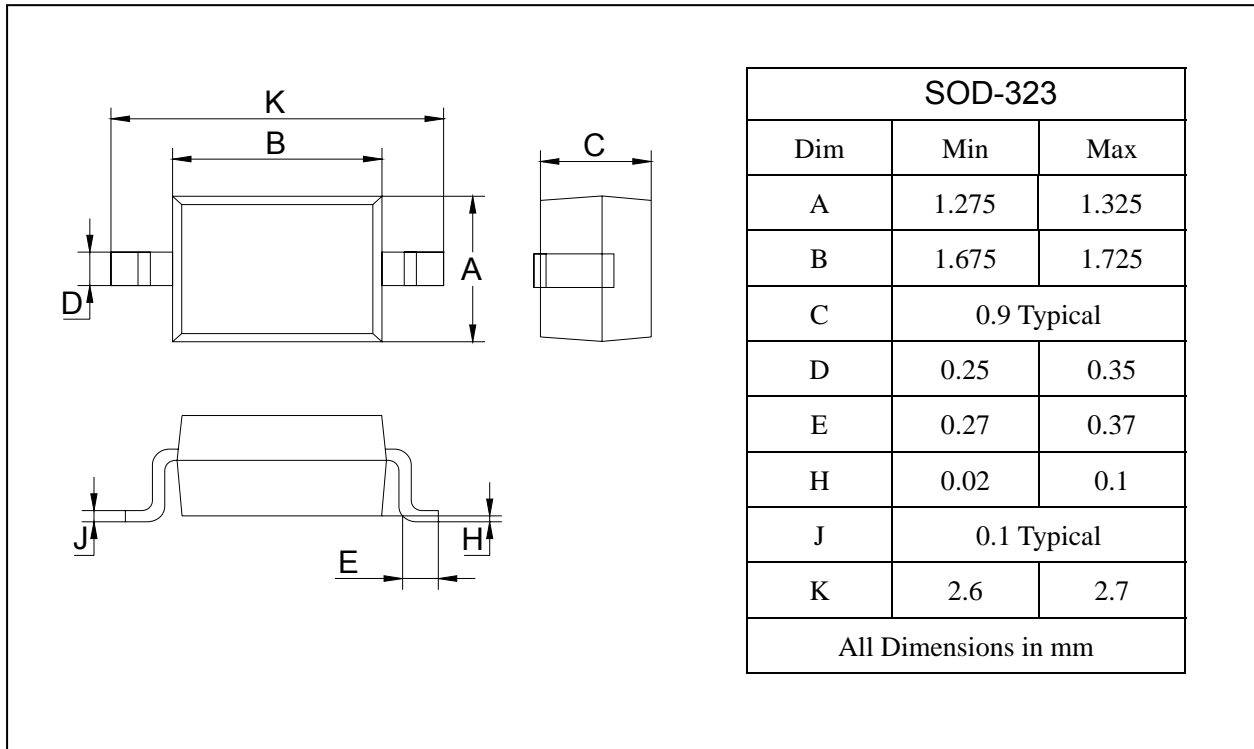 K
B
C
D
A
J
E
H
SOD-323
Dim Min Max
A 1.275 1.325
B 1.675 1.725
C 0.9 Typical
D 0.25 0.35
E 0.27 0.37
H 0.02 0.1
J 0.1 Typical
K 2.6 2.7
All Dimensions in mm